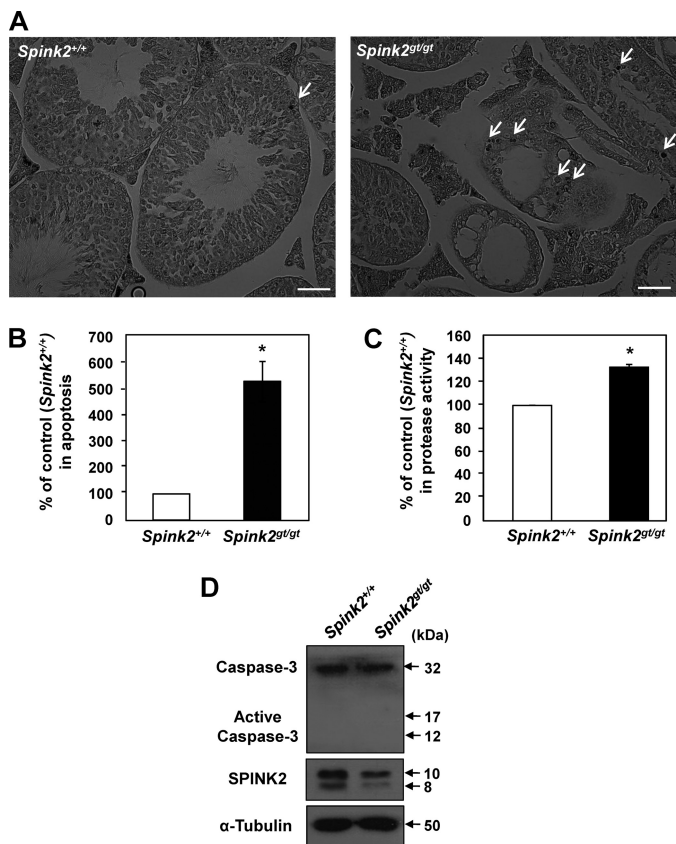 A
Spink2+/+
Spink2gt/gt
B
% of control (Spink2+/+)
in apoptosis
700
600
500
400
300
200
100
0
*
Spink2+/+ Spink2gt/gt
C
% of control (Spink2+/+)
in protease activity
160
140
120
100
80
60
40
20
0
*
Spink2+/+ Spink2gt/gt
D
Spink2+/+
Spink2gt/gt
(kDa)
Caspase-3
32
Active
Caspase-3
17
12
SPINK2
10
8
α-Tubulin
50